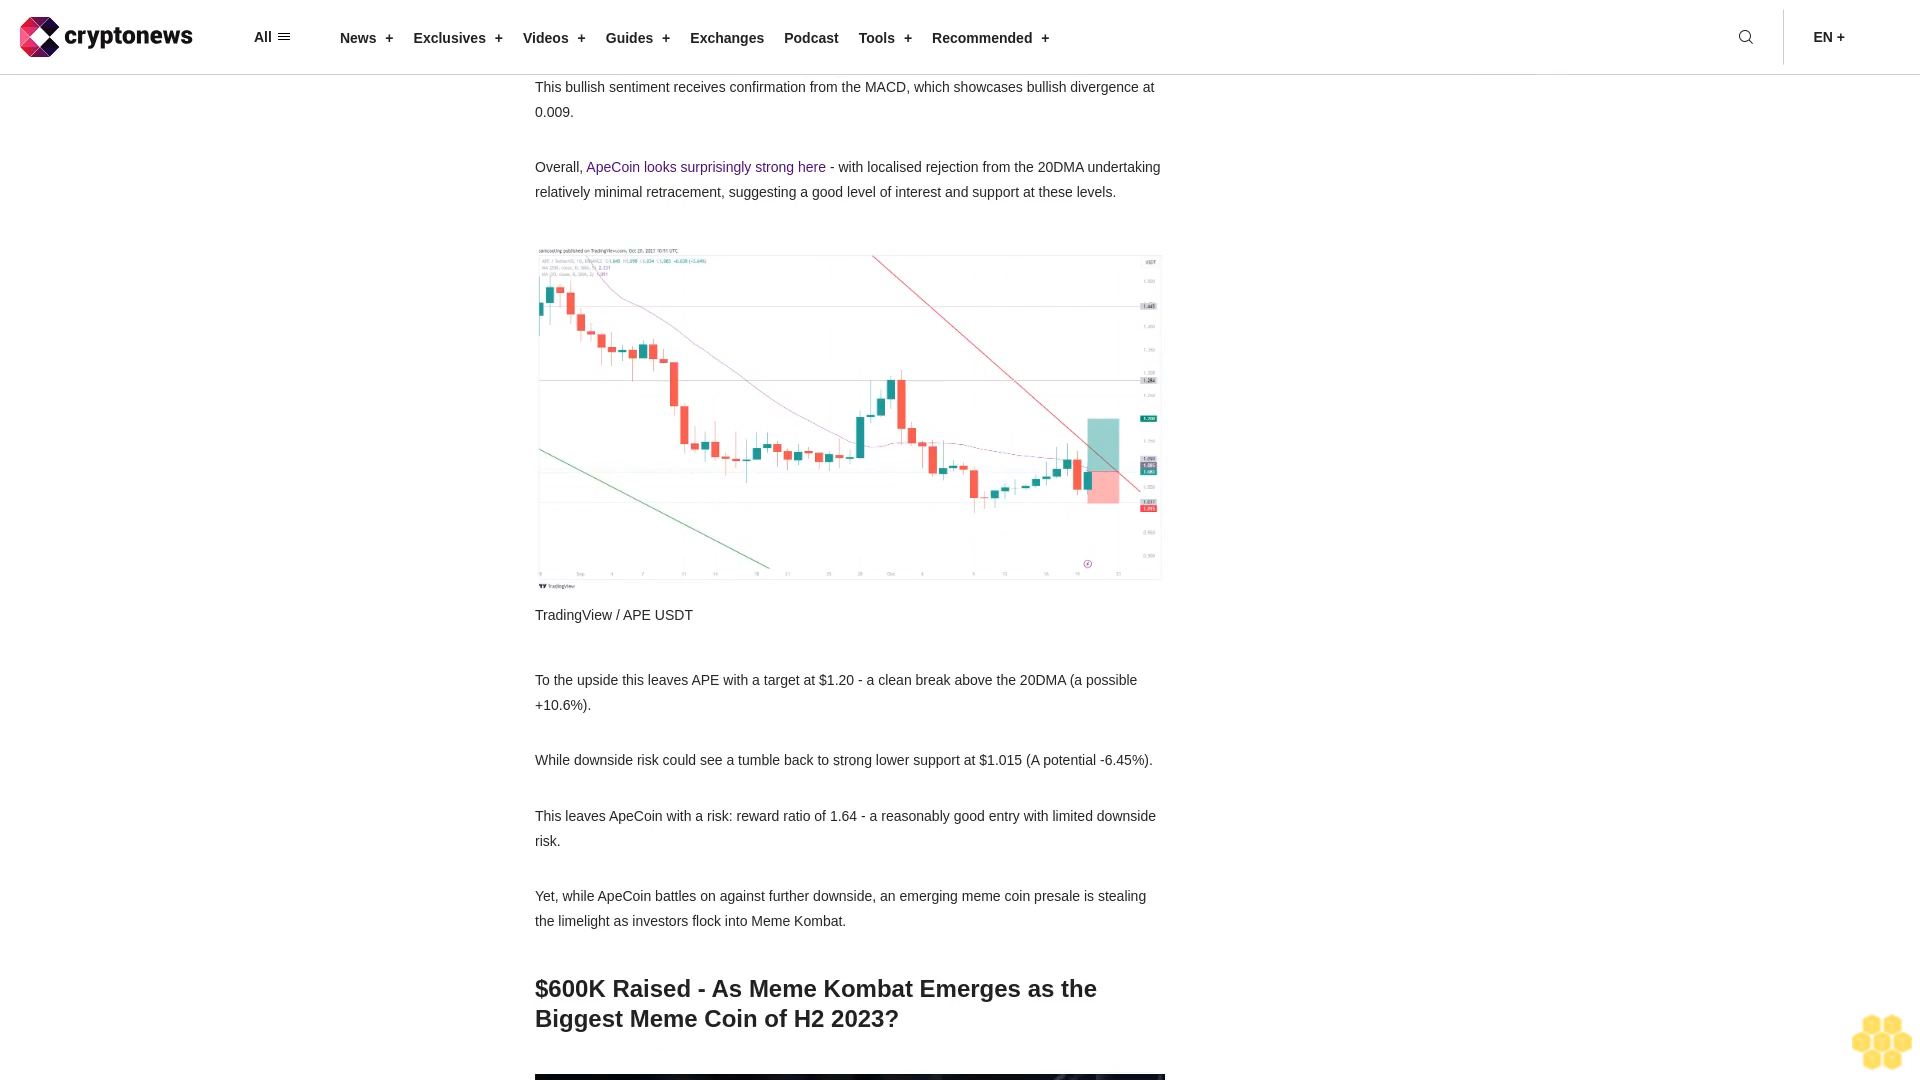 cryptonews
All
News +
Exclusives +
Videos +
Guides +
Exchanges
Podcast
Tools +
Recommended +
EN +
This bullish sentiment receives confirmation from the MACD, which showcases bullish divergence at
0.009.
Overall, ApeCoin looks surprisingly strong here - with localised rejection from the 20DMA undertaking
relatively minimal retracement, suggesting a good level of interest and support at these levels.
USDT
TradingView
TradingView / APE USDT
To the upside this leaves APE with a target at $1.20 - a clean break above the 20DMA (a possible
+10.6%).
While downside risk could see a tumble back to strong lower support at $1.015 (A potential -6.45%).
This leaves ApeCoin with a risk: reward ratio of 1.64 - a reasonably good entry with limited downside
risk.
Yet, while ApeCoin battles on against further downside, an emerging meme coin presale is stealing
the limelight as investors flock into Meme Kombat.
$600K Raised - As Meme Kombat Emerges as the
Biggest Meme Coin of H2 2023?